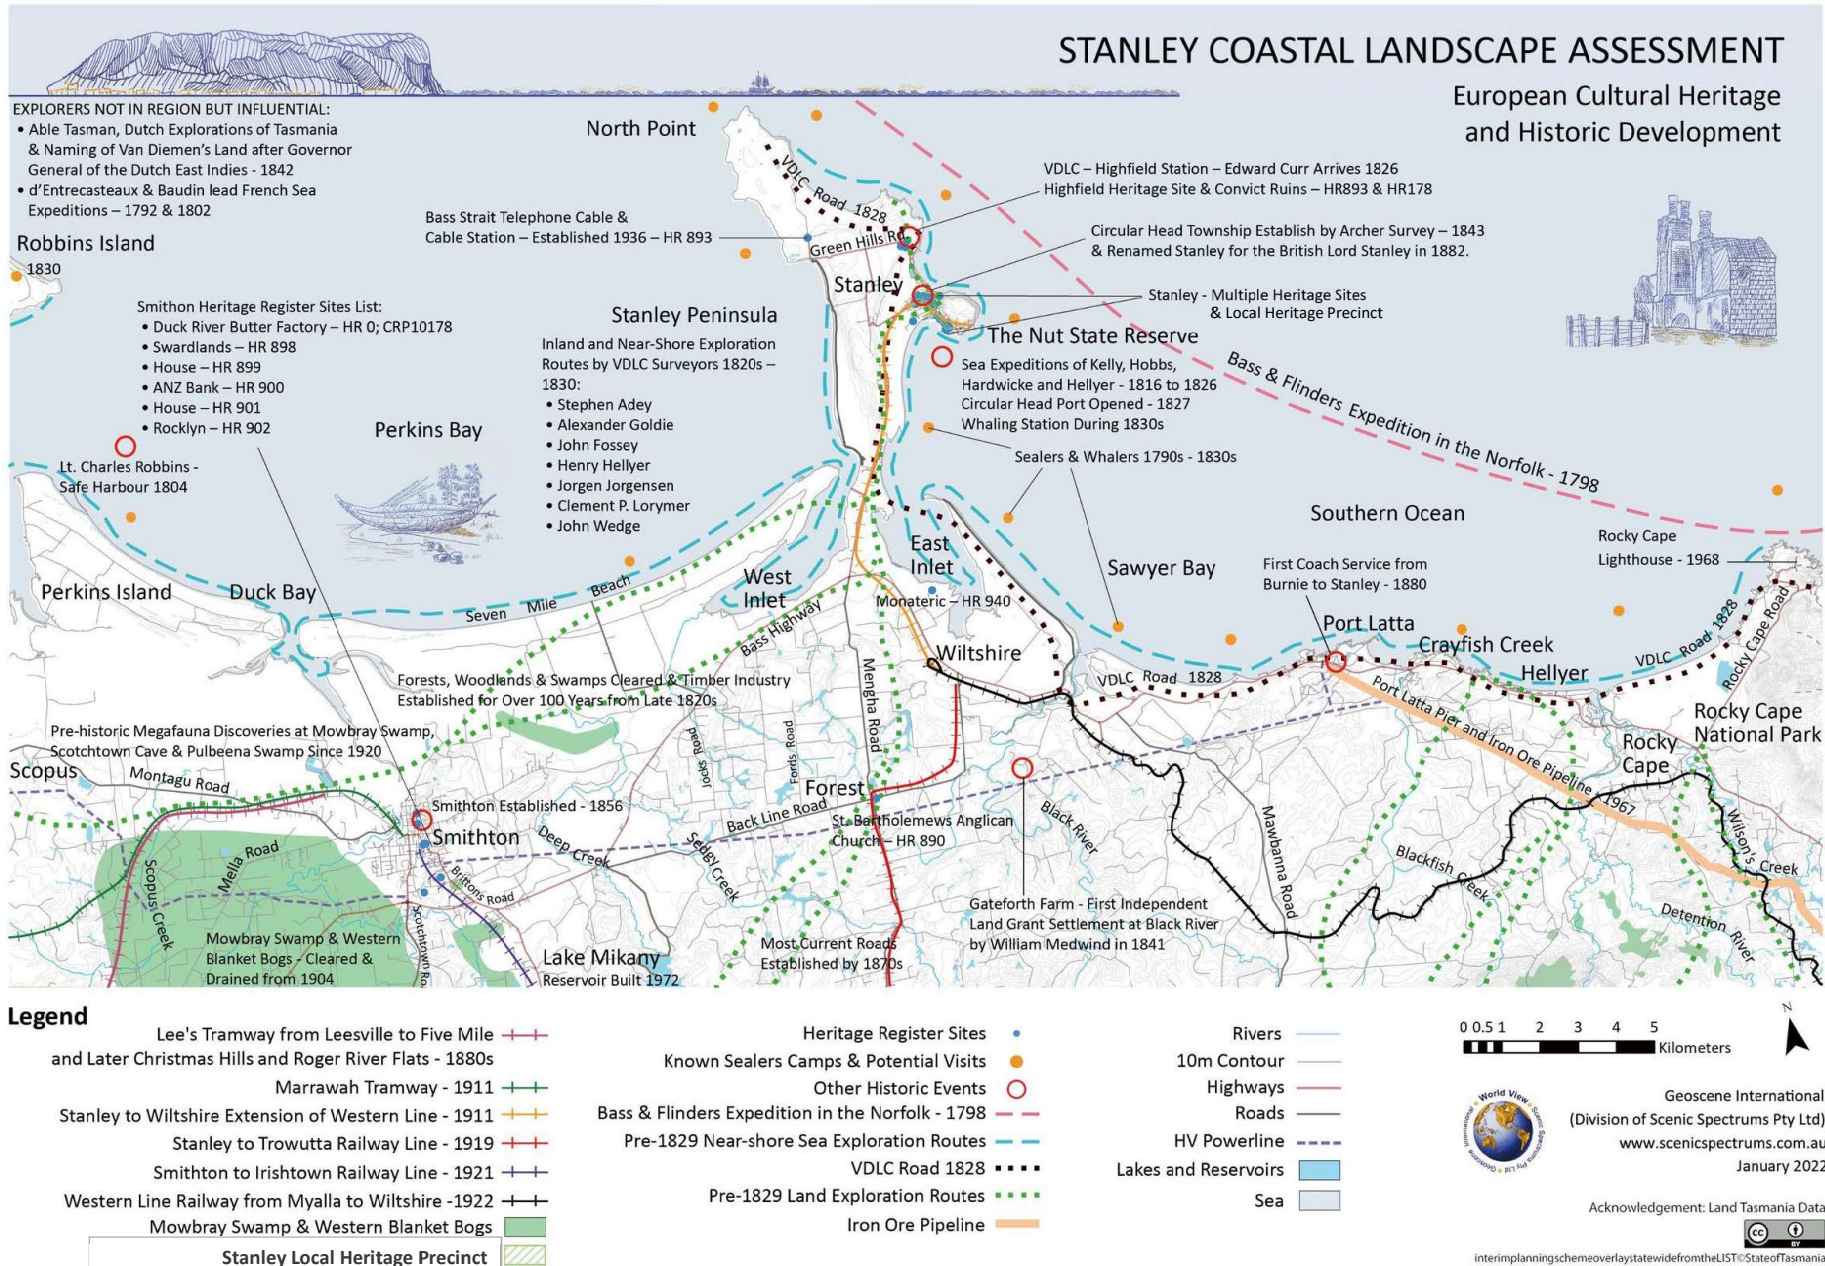 STANLEY COASTAL LANDSCAPE ASSESSMENT
European Cultural Heritage
and Historic Development
EXPLORERS NOT IN REGION BUT INFLUENTIAL:
• Able Tasman, Dutch Explorations of Tasmania
& Naming of Van Diemen's Land after Governor
General of the Dutch East Indies - 1842
• d'Entrecasteaux & Baudin lead French Sea
Expeditions – 1792 & 1802
Robbins Island
1830
North Point
VDLC Road 1828
VDLC – Highfield Station – Edward Curr Arrives 1826
Highfield Heritage Site & Convict Ruins – HR893 & HR178
Bass Strait Telephone Cable &
Cable Station – Established 1936 – HR 893
Green Hills Rd
Circular Head Township Establish by Archer Survey – 1843
& Renamed Stanley for the British Lord Stanley in 1882.
Stanley
Stanley - Multiple Heritage Sites
& Local Heritage Precinct
Smithon Heritage Register Sites List:
• Duck River Butter Factory – HR 0; CRP10178
• Swardlands – HR 898
• House – HR 899
• ANZ Bank – HR 900
• House – HR 901
• Rocklyn – HR 902
Stanley Peninsula
Inland and Near-Shore Exploration
Routes by VDLC Surveyors 1820s –
1830:
• Stephen Adey
• Alexander Goldie
• John Fossey
• Henry Hellyer
• Jorgen Jorgensen
• Clement P. Lorymer
• John Wedge
The Nut State Reserve
Sea Expeditions of Kelly, Hobbs,
Hardwicke and Hellyer - 1816 to 1826
Circular Head Port Opened - 1827
Whaling Station During 1830s
Bass & Flinders Expedition in the Norfolk - 1798
Sealers & Whalers 1790s - 1830s
Perkins Bay
Lt. Charles Robbins -
Safe Harbour 1804
Southern Ocean
Rocky Cape
Lighthouse - 1968
First Coach Service from
Burnie to Stanley - 1880
East
Inlet
West
Inlet
Sawyer Bay
Perkins Island
Duck Bay
Seven Mile Beach
Monateric – HR 940
Bass Highway
Port Latta
Crayfish Creek
Hellyer
VDLC Road 1828
Rocky Cape Road
Wiltshire
VDLC Road 1828
Mengha Road
Forests, Woodlands & Swamps Cleared & Timber Industry
Established for Over 100 Years from Late 1820s
Port Latta Pier and Iron Ore Pipeline - 1967
Rocky Cape
National Park
Rocky
Cape
Pre-historic Megafauna Discoveries at Mowbray Swamp,
Scotchtown Cave & Pulbeena Swamp Since 1920
Scopus
Montagu Road
Jocks Road
Fords Road
Forest
Back Line Road
Smithton Established - 1856
Smithton
St. Bartholemews Anglican
Church – HR 890
Black River
Mawbanna Road
Blackfish Creek
Wilson's Creek
Deep Creek
Sedgy Creek
Mella Road
Scopus Creek
Brittons Road
Scotchtown Ro
Gateforth Farm - First Independent
Land Grant Settlement at Black River
by William Medwind in 1841
Detention River
Mowbray Swamp & Western
Blanket Bogs - Cleared &
Drained from 1904
Lake Mikany
Reservoir Built 1972
Most Current Roads
Established by 1870s
Legend
Lee's Tramway from Leesville to Five Mile
and Later Christmas Hills and Roger River Flats - 1880s
Marrawah Tramway - 1911
Stanley to Wiltshire Extension of Western Line - 1911
Stanley to Trowutta Railway Line - 1919
Smithton to Irishtown Railway Line - 1921
Western Line Railway from Myalla to Wiltshire -1922
Mowbray Swamp & Western Blanket Bogs
Stanley Local Heritage Precinct
Heritage Register Sites
Known Sealers Camps & Potential Visits
Other Historic Events
Bass & Flinders Expedition in the Norfolk - 1798
Pre-1829 Near-shore Sea Exploration Routes
VDLC Road 1828
Pre-1829 Land Exploration Routes
Iron Ore Pipeline
Rivers
10m Contour
Highways
Roads
HV Powerline
Lakes and Reservoirs
Sea
0 0.5 1 2 3 4 5
Kilometers
N
World View
Geoscene International
Scenic Spectrums Pty Ltd
Geoscene International
(Division of Scenic Spectrums Pty Ltd)
www.scenicspectrums.com.au
January 2022
Acknowledgement: Land Tasmania Data
cc
BY
interimplanningschemeoverlaystatewidefromtheLIST©StateofTasmania